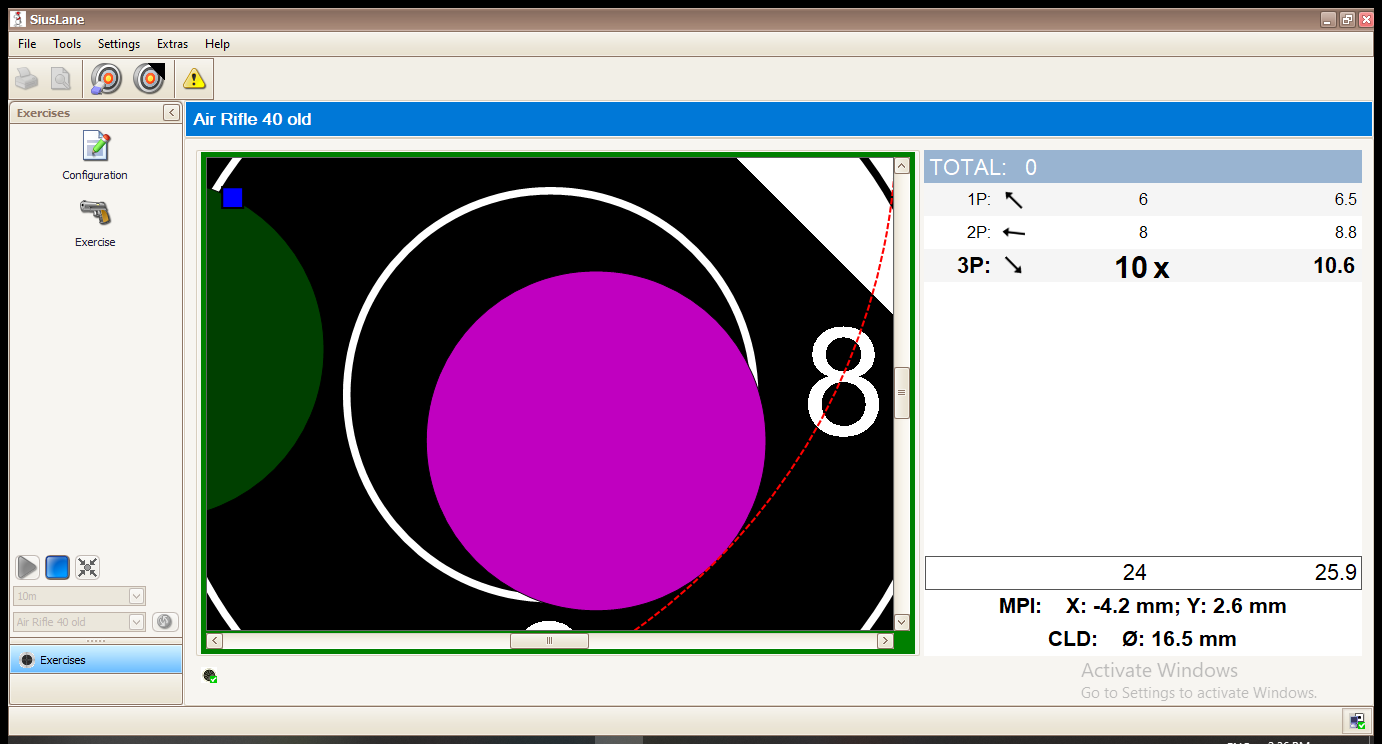 SiusLane
File Tools Settings Extras Help
Exercises
Configuration
Exercise
10m
Air Rifle 40 old
Exercises
Air Rifle 40 old
8
TOTAL: 0
1P: 6 6.5
2P: 8 8.8
3P: 10 x 10.6
24 25.9
MPI: X: -4.2 mm; Y: 2.6 mm
CLD: Ø: 16.5 mm
Activate Windows
Go to Settings to activate Windows.